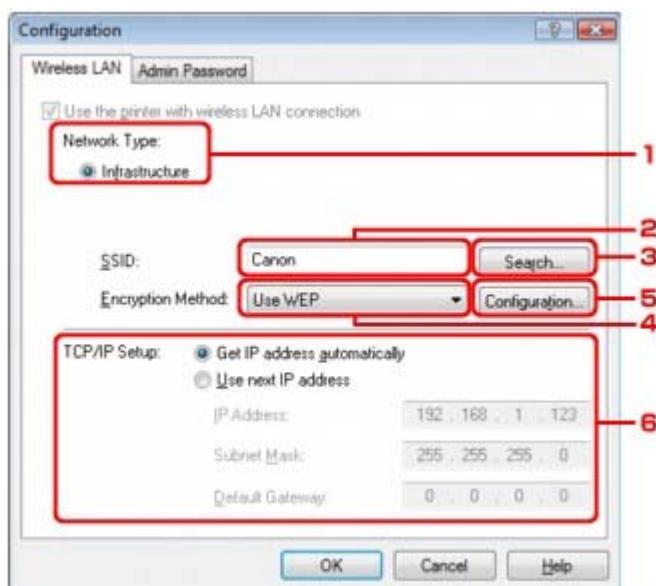 Configuration
Wireless LAN Admin Password
Use the printer with wireless LAN connection
Network Type:
Infrastructure
1
2
SSID: Canon Search...
3
Encryption Method: Use WEP Configuration...
5
4
TCP/IP Setup: Get IP address automatically
Use next IP address
IP Address: 192 . 168 . 1 . 123
6
Subnet Mask: 255 . 255 . 255 . 0
Default Gateway: 0 . 0 . 0 . 0
OK Cancel Help